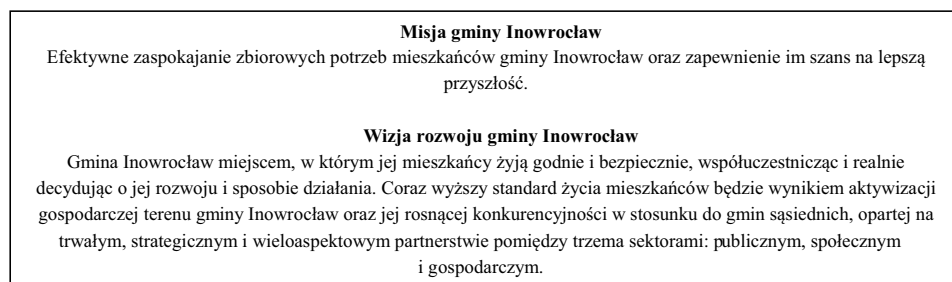 Misja gminy Inowrocław
Efektywne zaspokajanie zbiorowych potrzeb mieszkańców gminy Inowrocław oraz zapewnienie im szans na lepszą
przyszłość.
Wizja rozwoju gminy Inowrocław
Gmina Inowrocław miejscem, w którym jej mieszkańcy żyją godnie i bezpiecznie, współuczestnicząc i realnie
decydując o jej rozwoju i sposobie działania. Coraz wyższy standard życia mieszkańców będzie wynikiem aktywizacji
gospodarczej terenu gminy Inowrocław oraz jej rosnącej konkurencyjności w stosunku do gmin sąsiednich, opartej na
trwałym, strategicznym i wieloaspektowym partnerstwie pomiędzy trzema sektorami: publicznym, społecznym
i gospodarczym.